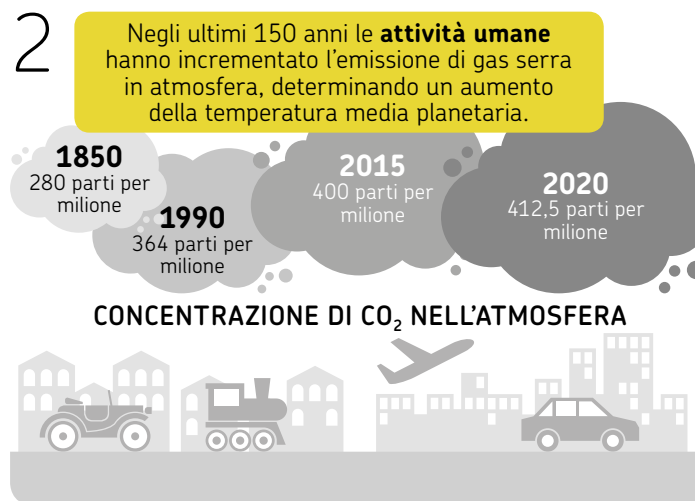 2
Negli ultimi 150 anni le attività umane
hanno incrementato l'emissione di gas serra
in atmosfera, determinando un aumento
della temperatura media planetaria.
1850
280 parti per
milione
1990
364 parti per
milione
2015
400 parti per
milione
2020
412,5 parti per
milione
CONCENTRAZIONE DI CO₂ NELL'ATMOSFERA